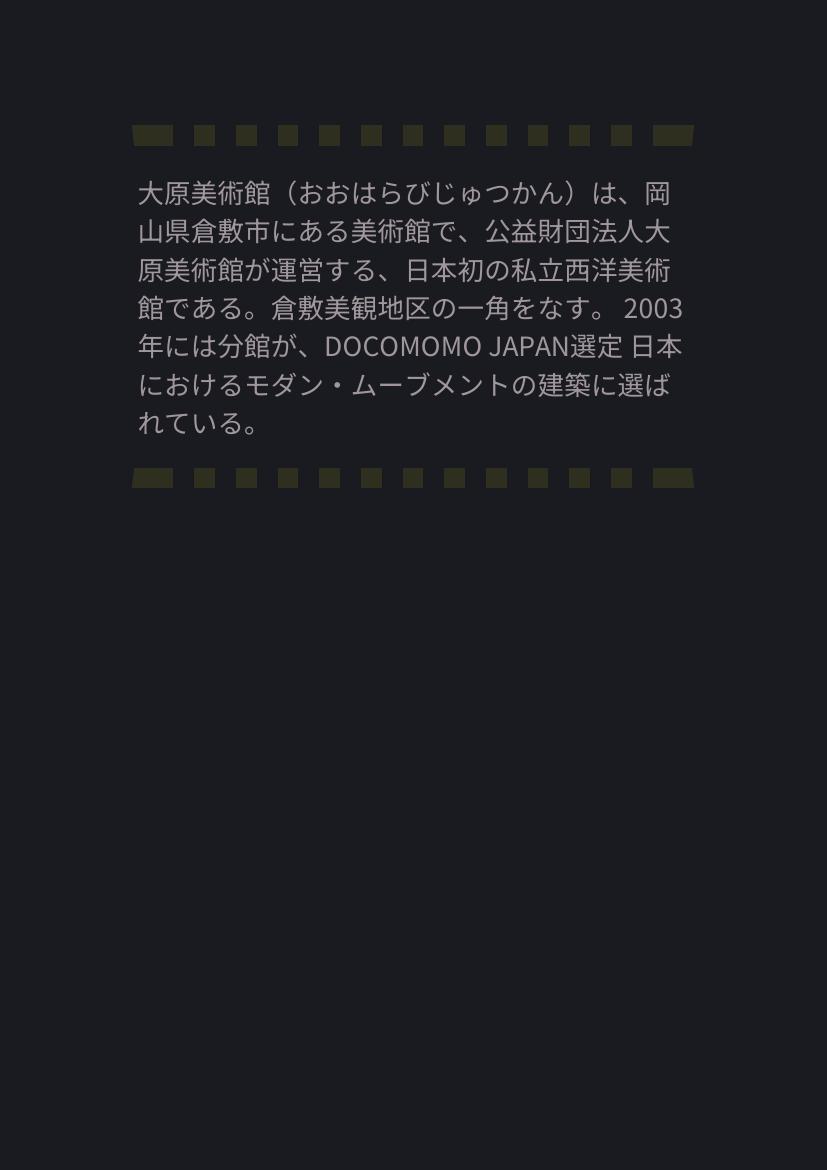 大原美術館（おおはらびじゅつかん）は、岡
山県倉敷市にある美術館で、公益財団法人大
原美術館が運営する、日本初の私立西洋美術
館である。倉敷美観地区の一角をなす。 2003
年には分館が、DOCOMOMO JAPAN選定 日本
におけるモダン・ムーブメントの建築に選ば
れている。